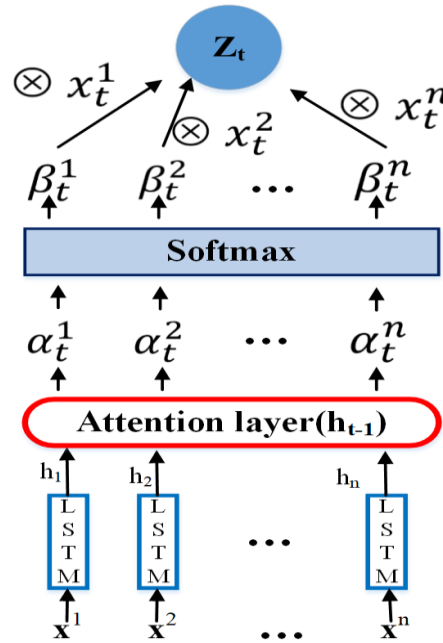 Z_t
⊗ x_t^1 ⊗ x_t^2 ⊗ x_t^n
β_t^1 β_t^2 ... β_t^n
Softmax
α_t^1 α_t^2 ... α_t^n
Attention layer(h_{t-1})
h_1 h_2 h_n
LSTM LSTM ... LSTM
x^1 x^2 ... x^n